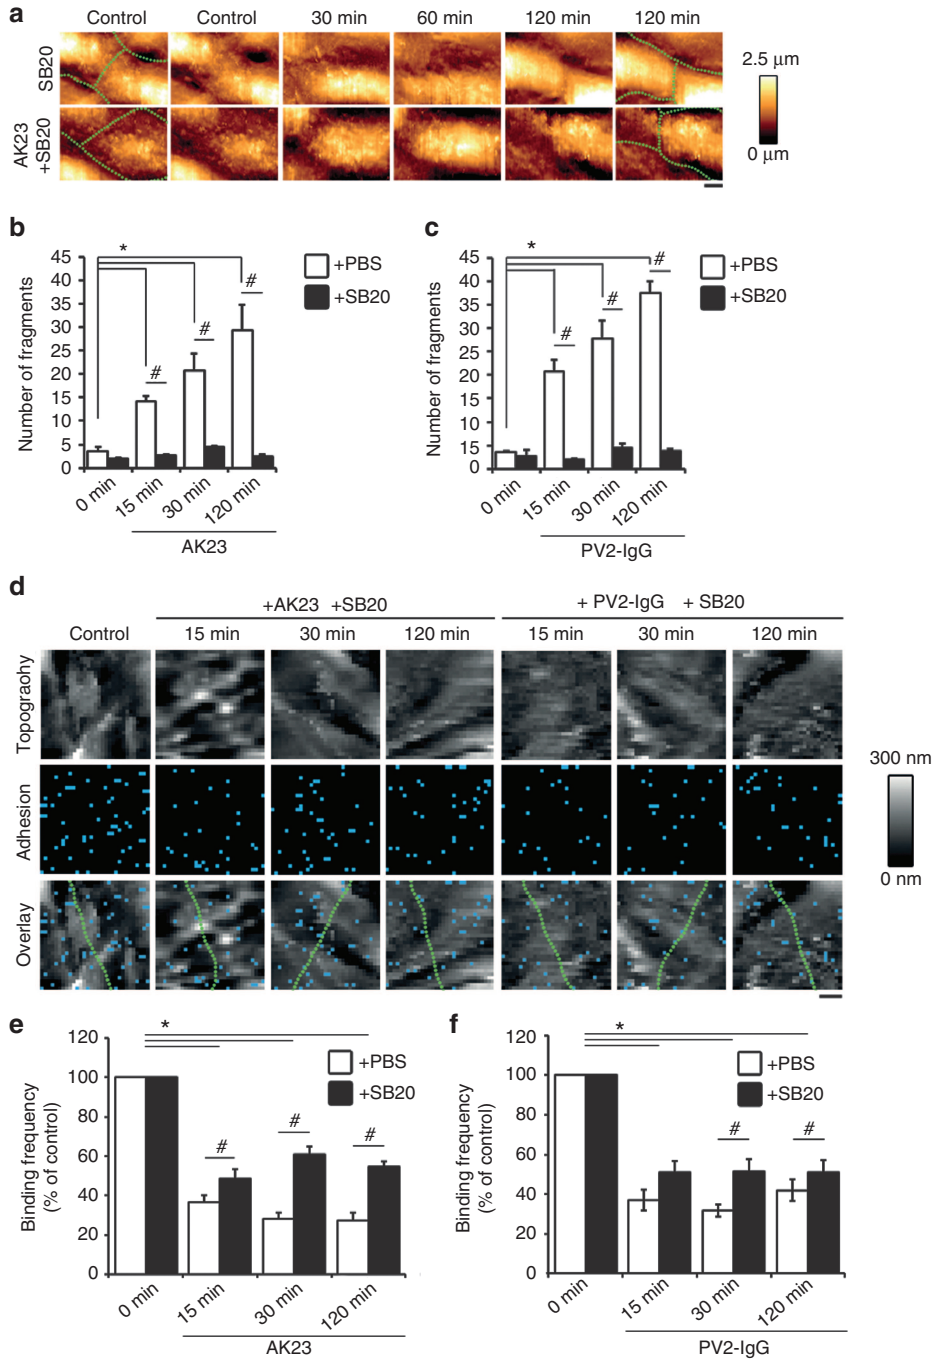 a
Control Control 30 min 60 min 120 min 120 min
SB20
AK23
+SB20
2.5 µm
0 µm
b
Number of fragments
45
40
35
30
25
20
15
10
5
0
*
#
#
#
+PBS
+SB20
0 min 15 min 30 min 120 min
AK23
c
Number of fragments
45
40
35
30
25
20
15
10
15
0
*
#
#
#
+PBS
+SB20
0 min 15 min 30 min 120 min
PV2-IgG
d
+AK23 +SB20
+ PV2-IgG + SB20
Control 15 min 30 min 120 min 15 min 30 min 120 min
Topography
Adhesion
Overlay
300 nm
0 nm
e
Binding frequency
(% of control)
120
100
80
60
40
20
0
*
#
#
#
+PBS
+SB20
0 min 15 min 30 min 120 min
AK23
f
Binding frequency
(% of control)
120
100
80
60
40
20
0
*
#
#
+PBS
+SB20
0 min 15 min 30 min 120 min
PV2-IgG